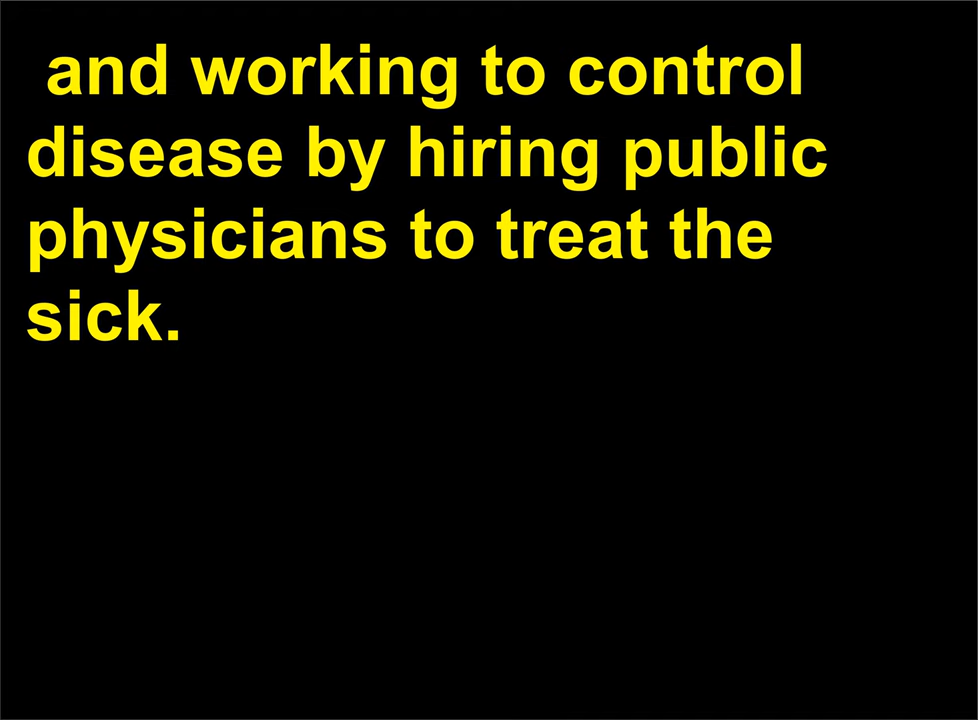 and working to control
disease by hiring public
physicians to treat the
sick.